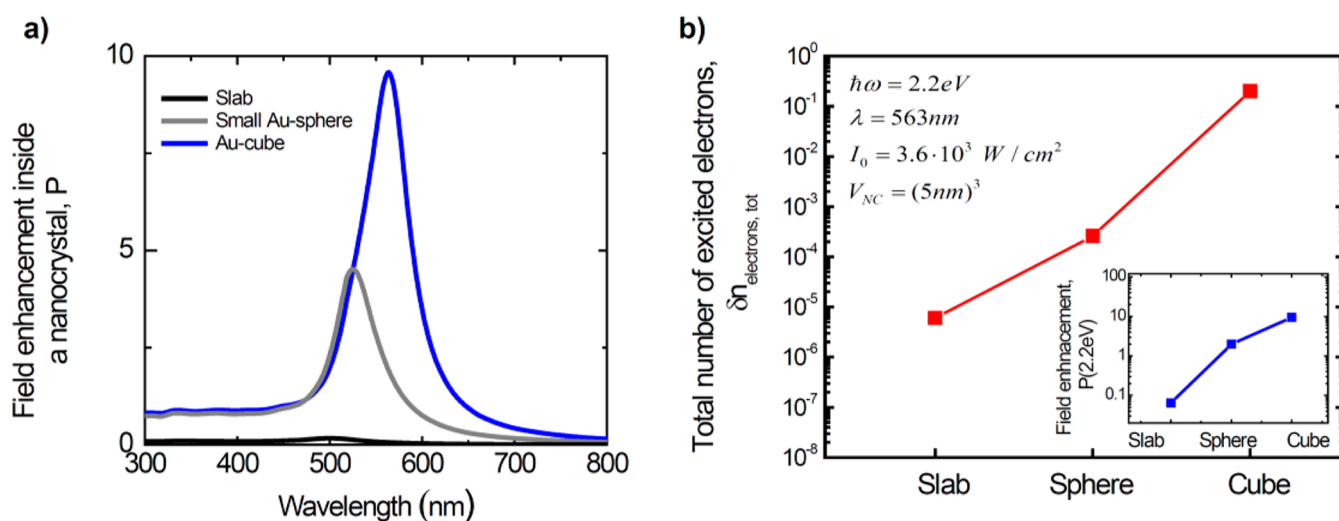 a)
10
5
0
Field enhancement inside
a nanocrystal, P
Slab
Small Au-sphere
Au-cube
300 400 500 600 700 800
Wavelength (nm)
b)
Total number of excited electrons,
δn electrons, tot
10^0
10^-1
10^-2
10^-3
10^-4
10^-5
10^-6
10^-7
10^-8
ħω = 2.2eV
λ = 563nm
I_0 = 3.6·10^3 W / cm^2
V_NC = (5nm)^3
Field enhnacement,
P(2.2eV)
100
10
1
0.1
Slab Sphere Cube
Slab Sphere Cube